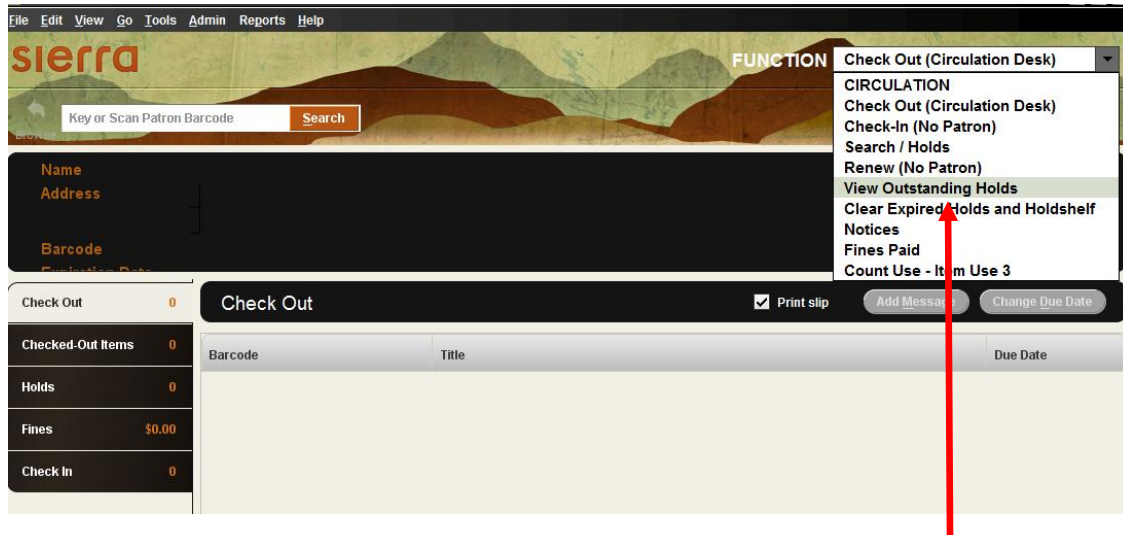 File Edit View Go Tools Admin Reports Help
sierra
FUNCTION Check Out (Circulation Desk)
CIRCULATION
Check Out (Circulation Desk)
Check-In (No Patron)
Search / Holds
Renew (No Patron)
View Outstanding Holds
Clear Expired Holds and Holdshelf
Notices
Fines Paid
Count Use - Item Use 3
Key or Scan Patron Barcode Search
Name
Address
Barcode
Expiration Date
Check Out 0
Checked-Out Items 0
Holds 0
Fines $0.00
Check In 0
Check Out Print slip Add Message Change Due Date
Barcode Title Due Date